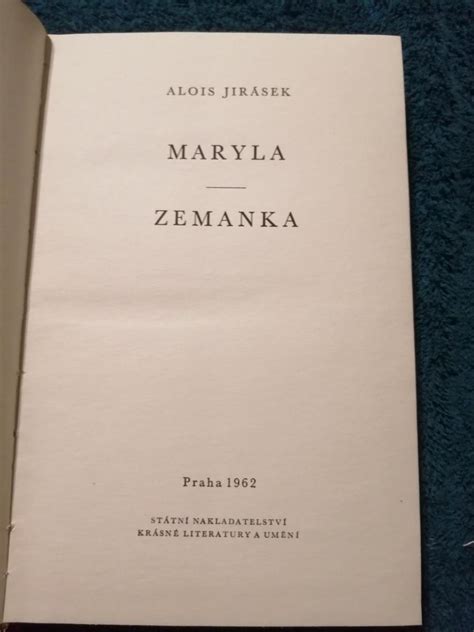 ALOIS JIRÁSEK
MARYLA
ZEMANKA
Praha 1962
STÁTNÍ NAKLADATELSTVÍ
KRÁSNÉ LITERATURY A UMĚNÍ